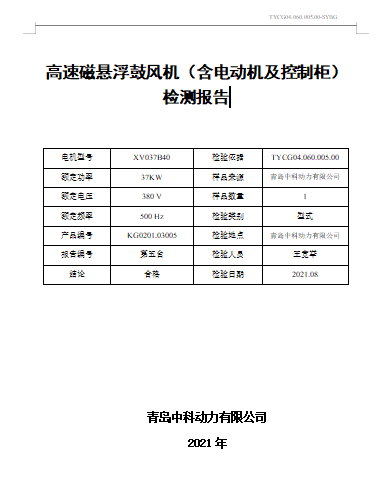 TYCG04.060.005.00-SYBG
高速磁悬浮鼓风机（含电动机及控制柜）
检测报告
电机型号 XV037B40 检验依据 TYCG04.060.005.00
额定功率 37KW 样品来源 青岛中科动力有限公司
额定电压 380 V 样品数量 1
额定频率 500 Hz 检验类别 型式
产品编号 KG0201.03005 检验地点 青岛中科动力有限公司
报告编号 第五台 检验人员 王宽举
结论 合格 检验日期 2021.08
青岛中科动力有限公司
2021 年